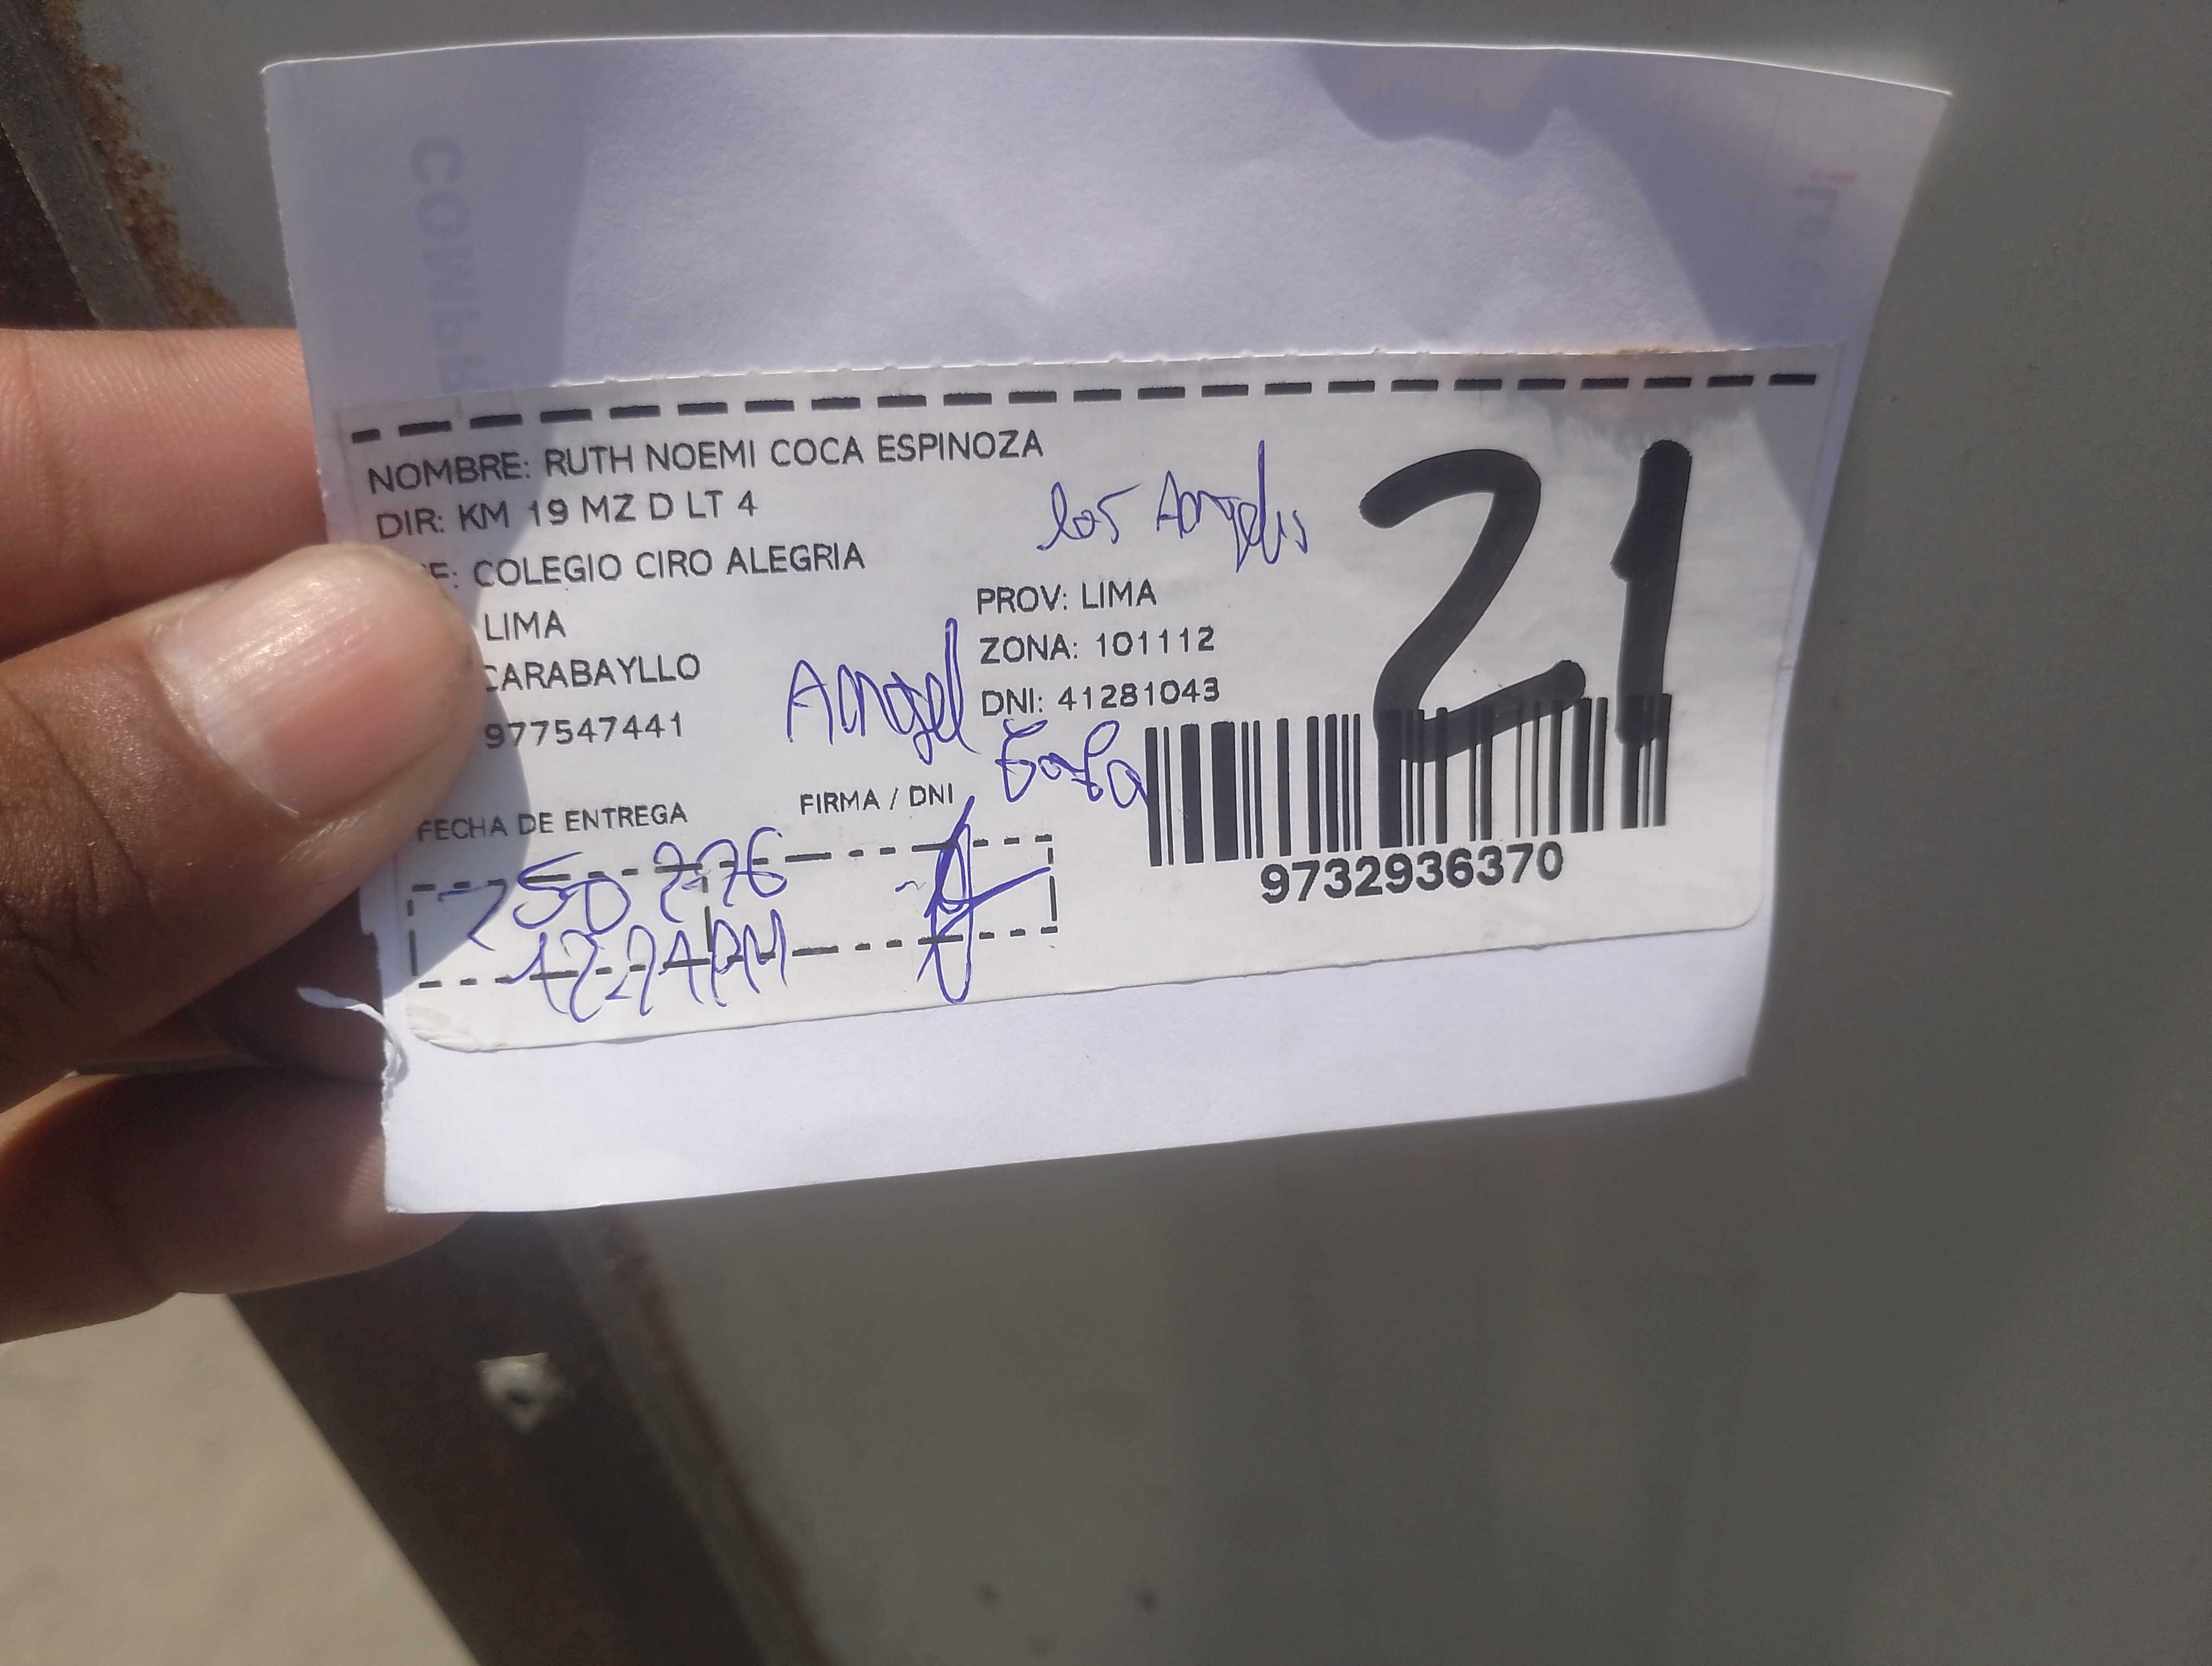 NOMBRE: RUTH NOEMI COCA ESPINOZA
DIR: KM 19 MZ D LT 4
los Angeles
21
COLEGIO CIRO ALEGRIA
LIMA
PROV: LIMA
CARABAYLLO
ZONA: 101112
977547441
Angel
DNI: 41281043
FECHA DE ENTREGA
FIRMA / DNI
9732936370